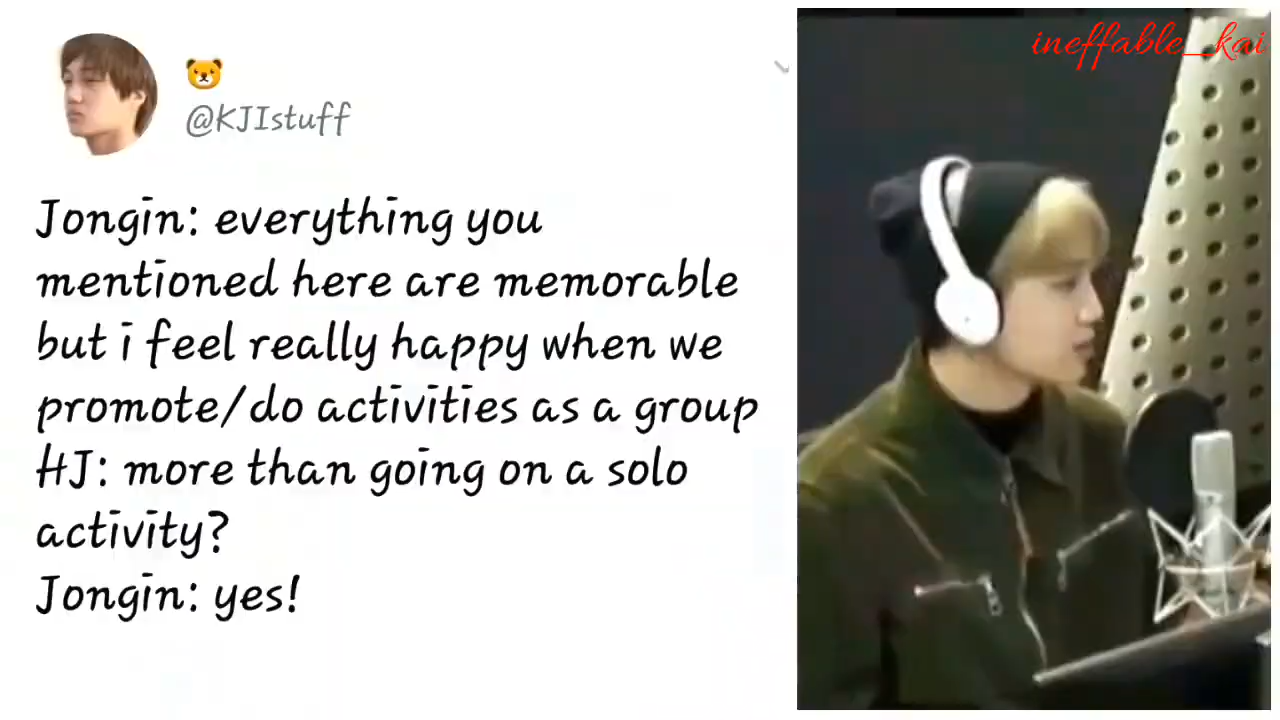 ineffable_kai
@KJIstuff
Jongin: everything you
mentioned here are memorable
but i feel really happy when we
promote/do activities as a group
HJ: more than going on a solo
activity?
Jongin: yes!